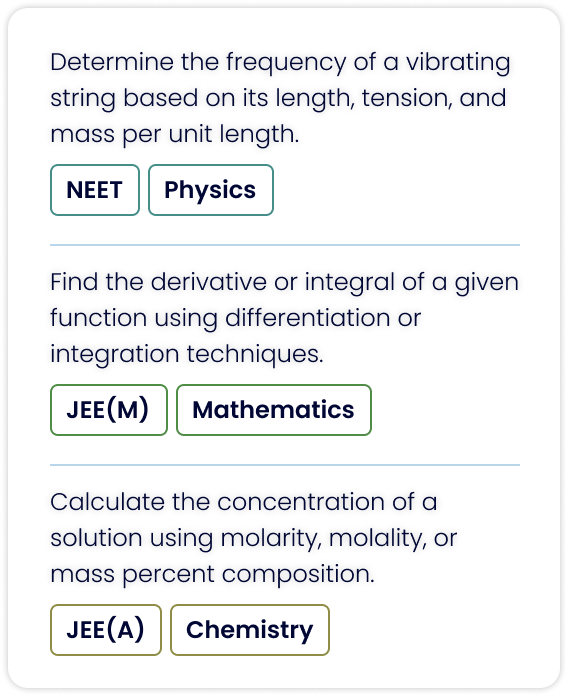 Determine the frequency of a vibrating
string based on its length, tension, and
mass per unit length.
NEET Physics
Find the derivative or integral of a given
function using differentiation or
integration techniques.
JEE(M) Mathematics
Calculate the concentration of a
solution using molarity, molality, or
mass percent composition.
JEE(A) Chemistry